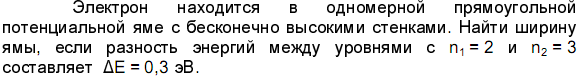 Электрон находится в одномерной прямоугольной
потенциальной яме с бесконечно высокими стенками. Найти ширину
ямы, если разность энергий между уровнями с n₁ = 2 и n₂ = 3
составляет ΔE = 0,3 эВ.